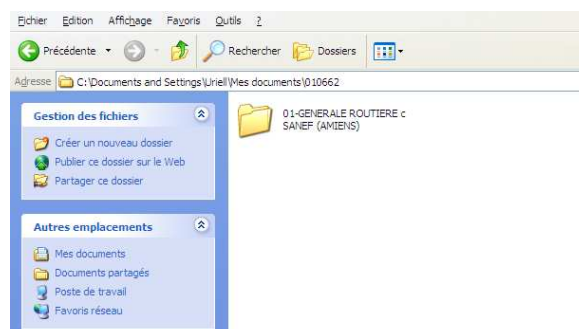 Fichier Edition Affichage Favoris Outils ?
Précédente Rechercher Dossiers
Adresse C:\Documents and Settings\Uriell\Mes documents\010662
Gestion des fichiers
Créer un nouveau dossier
Publier ce dossier sur le Web
Partager ce dossier
Autres emplacements
Mes documents
Documents partagés
Poste de travail
Favoris réseau
01-GENERALE ROUTIERE c
SANEF (AMIENS)